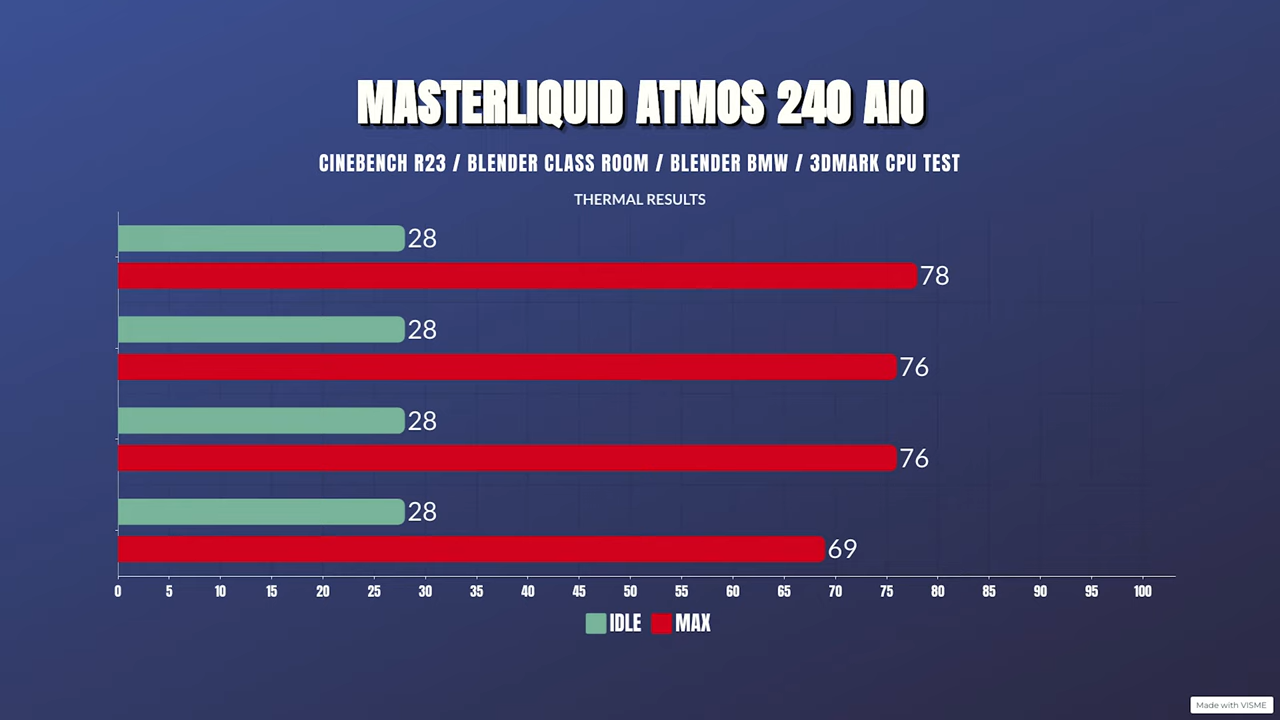 MASTERLIQUID ATMOS 240 AIO
CINEBENCH R23 / BLENDER CLASS ROOM / BLENDER BMW / 3DMARK CPU TEST
THERMAL RESULTS
28
78
28
76
28
76
28
69
0 5 10 15 20 25 30 35 40 45 50 55 60 65 70 75 80 85 90 95 100
IDLE MAX
Made with VISME